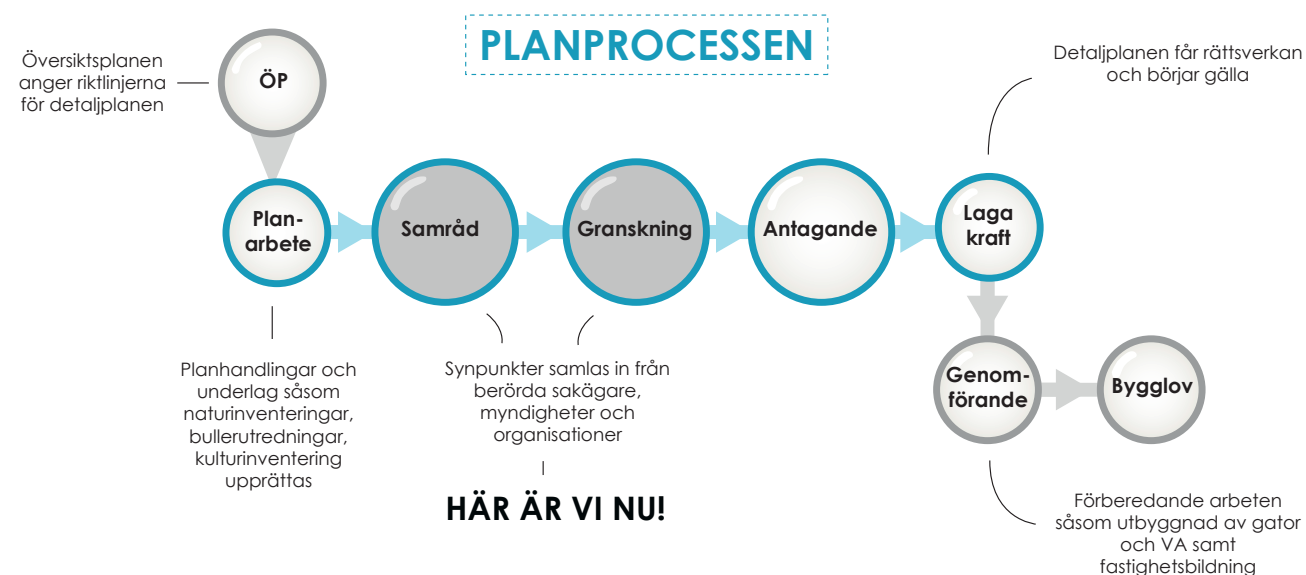 PLANPROCESSEN
Översiktsplanen
anger riktlinjerna
för detaljplanen
ÖP
Detaljplanen får rättsverkan
och börjar gälla
Plan-
arbete
Samråd
Granskning
Antagande
Laga
kraft
Planhandlingar och
underlag såsom
naturinventeringar,
bullerutredningar,
kulturinventering
upprättas
Synpunkter samlas in från
berörda sakägare,
myndigheter och
organisationer
HÄR ÄR VI NU!
Genom-
förande
Bygglov
Förberedande arbeten
såsom utbyggnad av gator
och VA samt
fastighetsbildning